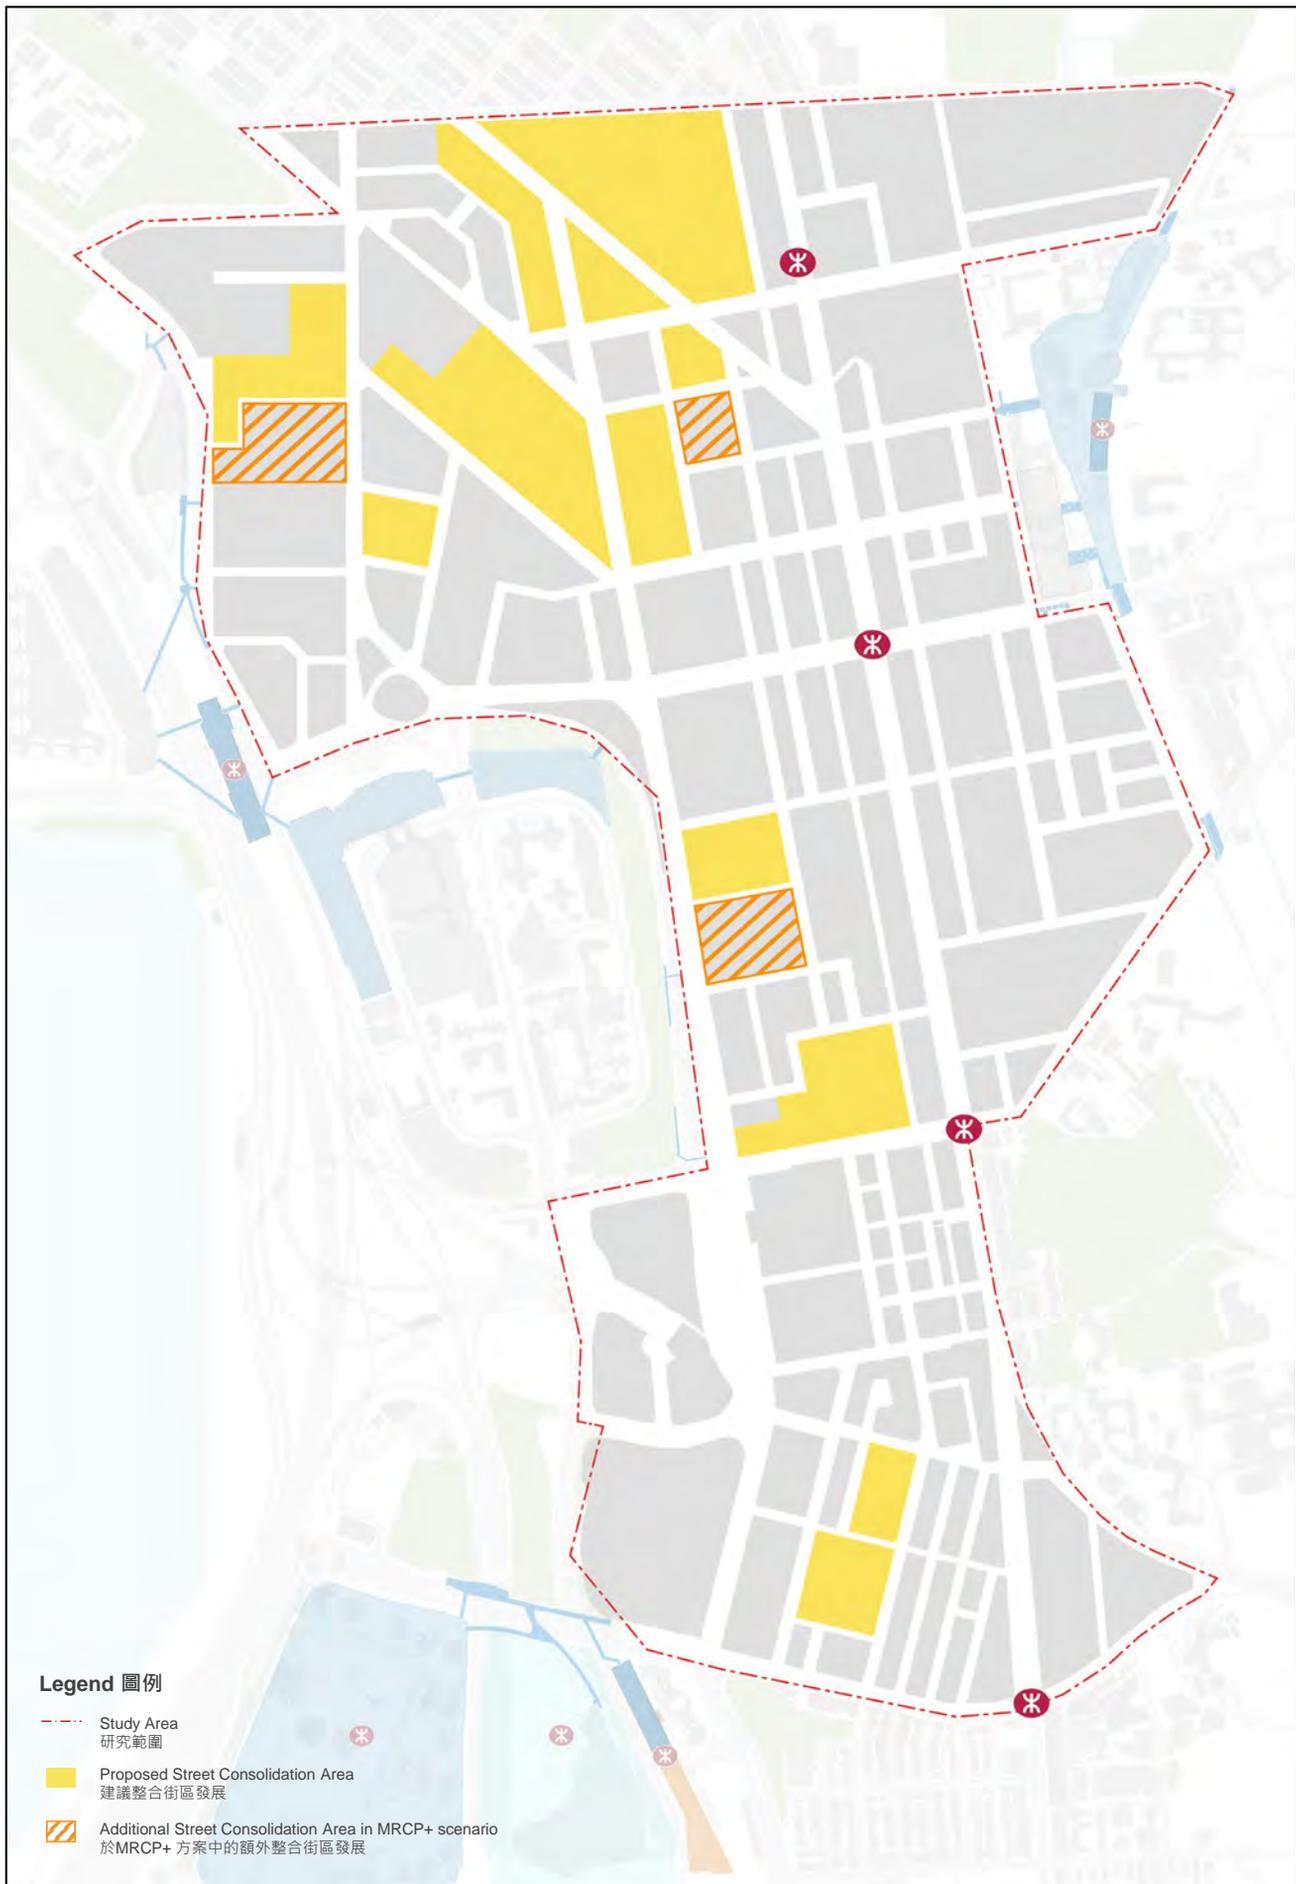 Legend 圖例
Study Area
研究範圍
Proposed Street Consolidation Area
建議整合街區發展
Additional Street Consolidation Area in MRCP+ scenario
於MRCP+ 方案中的額外整合街區發展